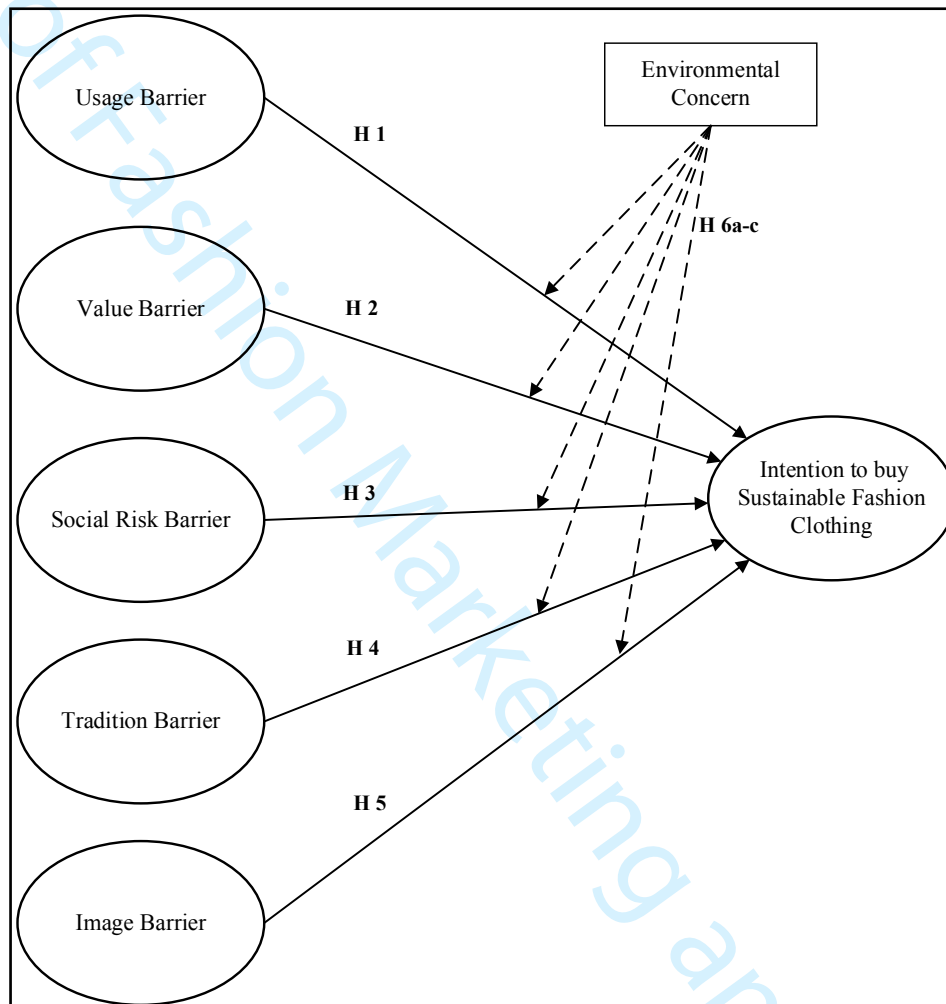 Usage Barrier
Environmental
Concern
H 1
H 6a-c
Value Barrier
H 2
Intention to buy
Sustainable Fashion
Clothing
Social Risk Barrier
H 3
Tradition Barrier
H 4
H 5
Image Barrier
of Fashion Marketing an